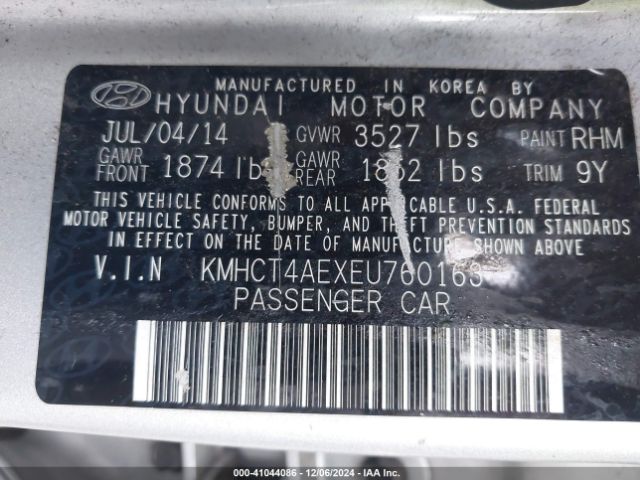 MANUFACTURED IN KOREA BY
HYUNDAI MOTOR COMPANY
JUL/04/14 GVWR 3527 lbs PAINT RHM
GAWR FRONT 1874 lbs GAWR REAR lbs TRIM 9Y
THIS VEHICLE CONFORMS TO ALL APPLICABLE U.S.A. FEDERAL
MOTOR VEHICLE SAFETY, BUMPER, AND THEFT PREVENTION STANDARDS
IN EFFECT ON THE DATE OF MANUFACTURE SHOWN ABOVE
V.I.N KMHCT4AEXEU760163
PASSENGER CAR
000-41044086 - 12/06/2024 - IAA Inc.